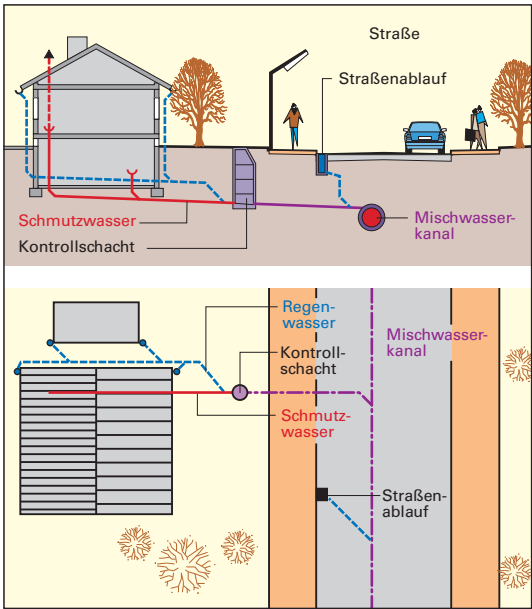 Straße
Straßenablauf
Schmutzwasser
Kontrollschacht
Mischwasser-
kanal
Regen-
wasser
Mischwasser-
kanal
Kontroll-
schacht
Schmutz-
wasser
Straßen-
ablauf